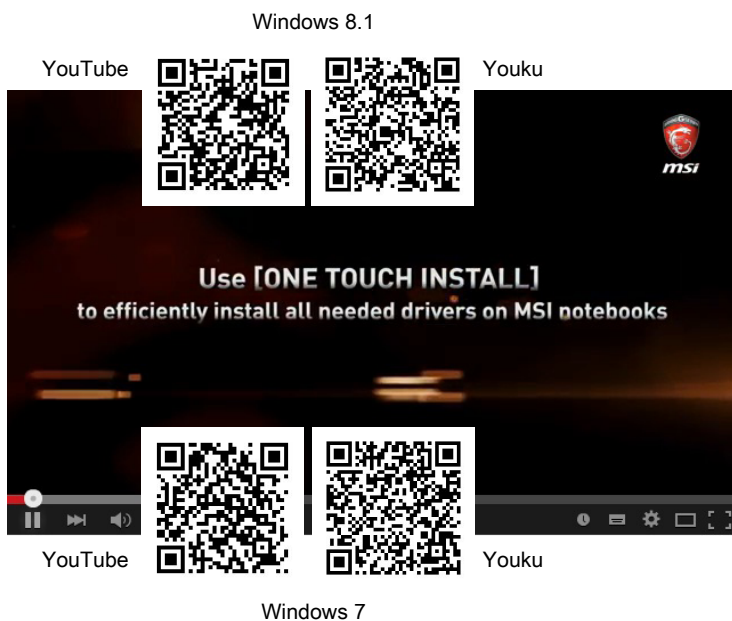 Windows 8.1
YouTube
Youku
msi
Use [ONE TOUCH INSTALL]
to efficiently install all needed drivers on MSI notebooks
YouTube
Youku
Windows 7